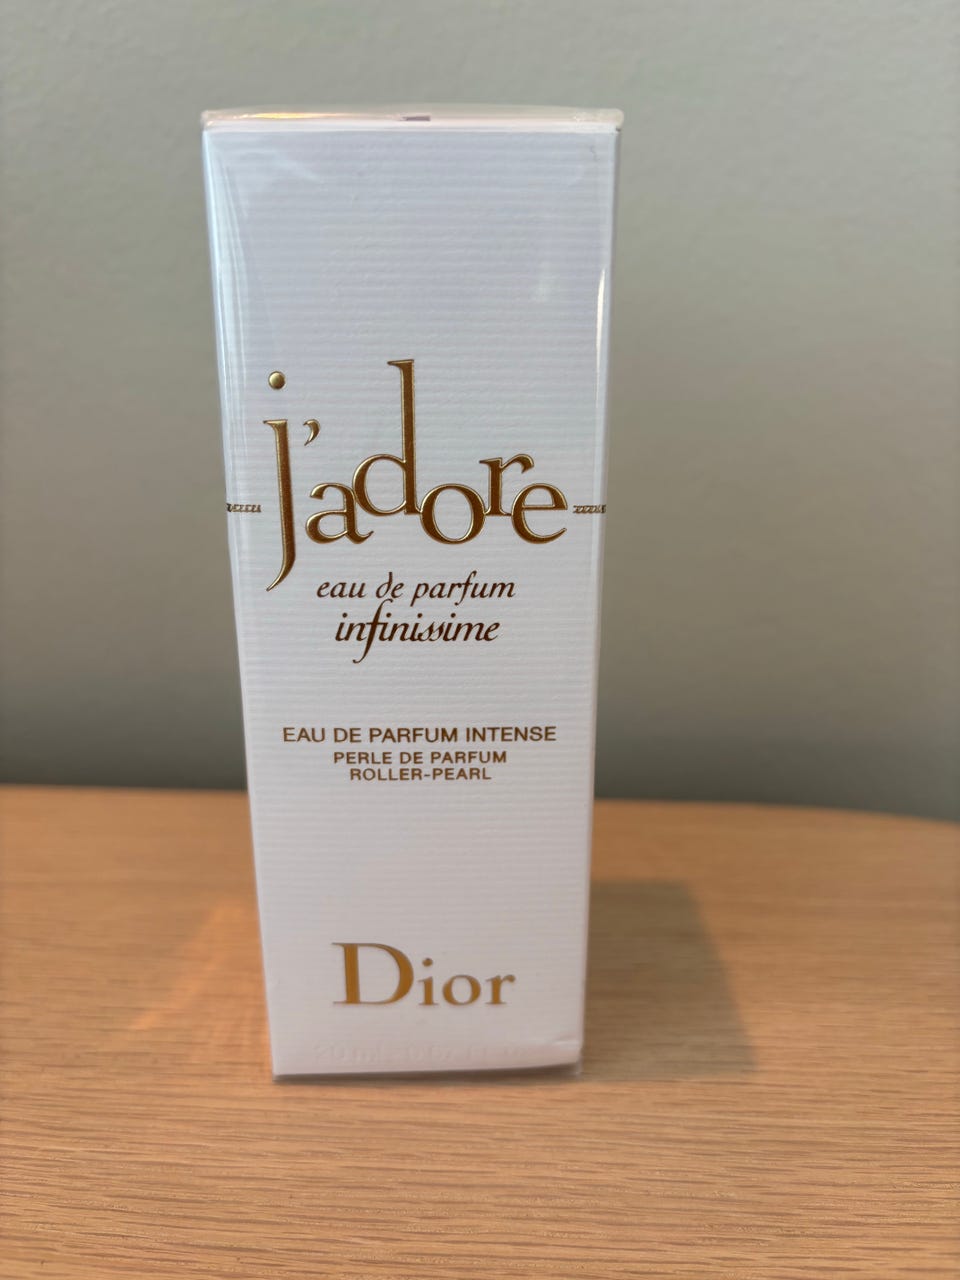 j'adore
eau de parfum
infinissime
EAU DE PARFUM INTENSE
PERLE DE PARFUM
ROLLER-PEARL
Dior